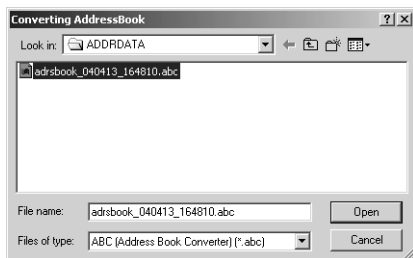 Converting AddressBook
Look in: ADDRDATA
adrsbook_040413_164810.abc
File name: adrsbook_040413_164810.abc Open
Files of type: ABC (Address Book Converter) (*.abc) Cancel